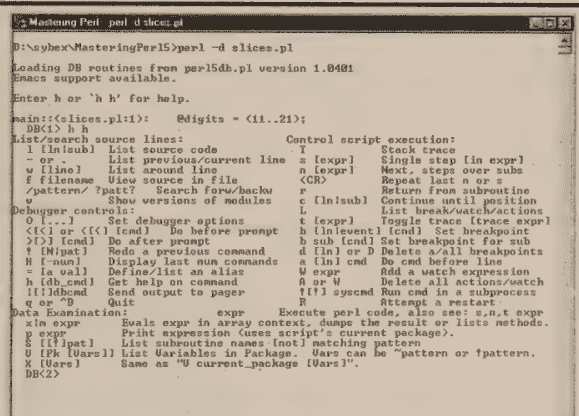 Mastering Perl - perl -d slices.pl
D:\sybex\MasteringPerl5>perl -d slices.pl
Loading DB routines from perl5db.pl version 1.0401
Emacs support available.
Enter h or `h h' for help.
main::(slices.pl:1):    @digits = (11..21);
DB<1> h h
List/search source lines:               Control script execution:
l [ln|sub]  List source code            T           Stack trace
- or .      List previous/current line  s [expr]    Single step [in expr]
w [line]    List around line            n [expr]    Next, steps over subs
f filename  View source in file         <CR>        Repeat last n or s
/pattern/ ?patt?   Search forw/backw    r           Return from subroutine
v           Show versions of modules    c [ln|sub]  Continue until position
Debugger controls:                      L           List break/watch/actions
O [...]     Set debugger options        t [expr]    Toggle trace [trace expr]
<[<] or {[{] [cmd]   Do before prompt   b [ln|event] [cnd]  Set breakpoint
>[>] [cmd]  Do after prompt             b sub [cnd] Set breakpoint for sub
! [N|pat]   Redo a previous command     d [ln] or D Delete a/all breakpoints
H [-num]    Display last num commands   a [ln] cmd  Do cmd before line
= [a val]   Define/list an alias        W expr      Add a watch expression
h [db_cmd]  Get help on command         A or W      Delete all actions/watch
|[|]dbcmd   Send output to pager        ![!] syscmd Run cmd in a subprocess
q or ^D     Quit                        R           Attempt a restart
Data Examination:             expr     Execute perl code, also see: s,n,t expr
x|m expr      Evals expr in array context, dumps the result or lists methods.
p expr        Print expression (uses script's current package).
S [[!]pat]    List subroutine names [not] matching pattern
V [Pk [Vars]] List Variables in Package.  Vars can be ~pattern or !pattern.
X [Vars]      Same as "V current_package [Vars]".
DB<2>